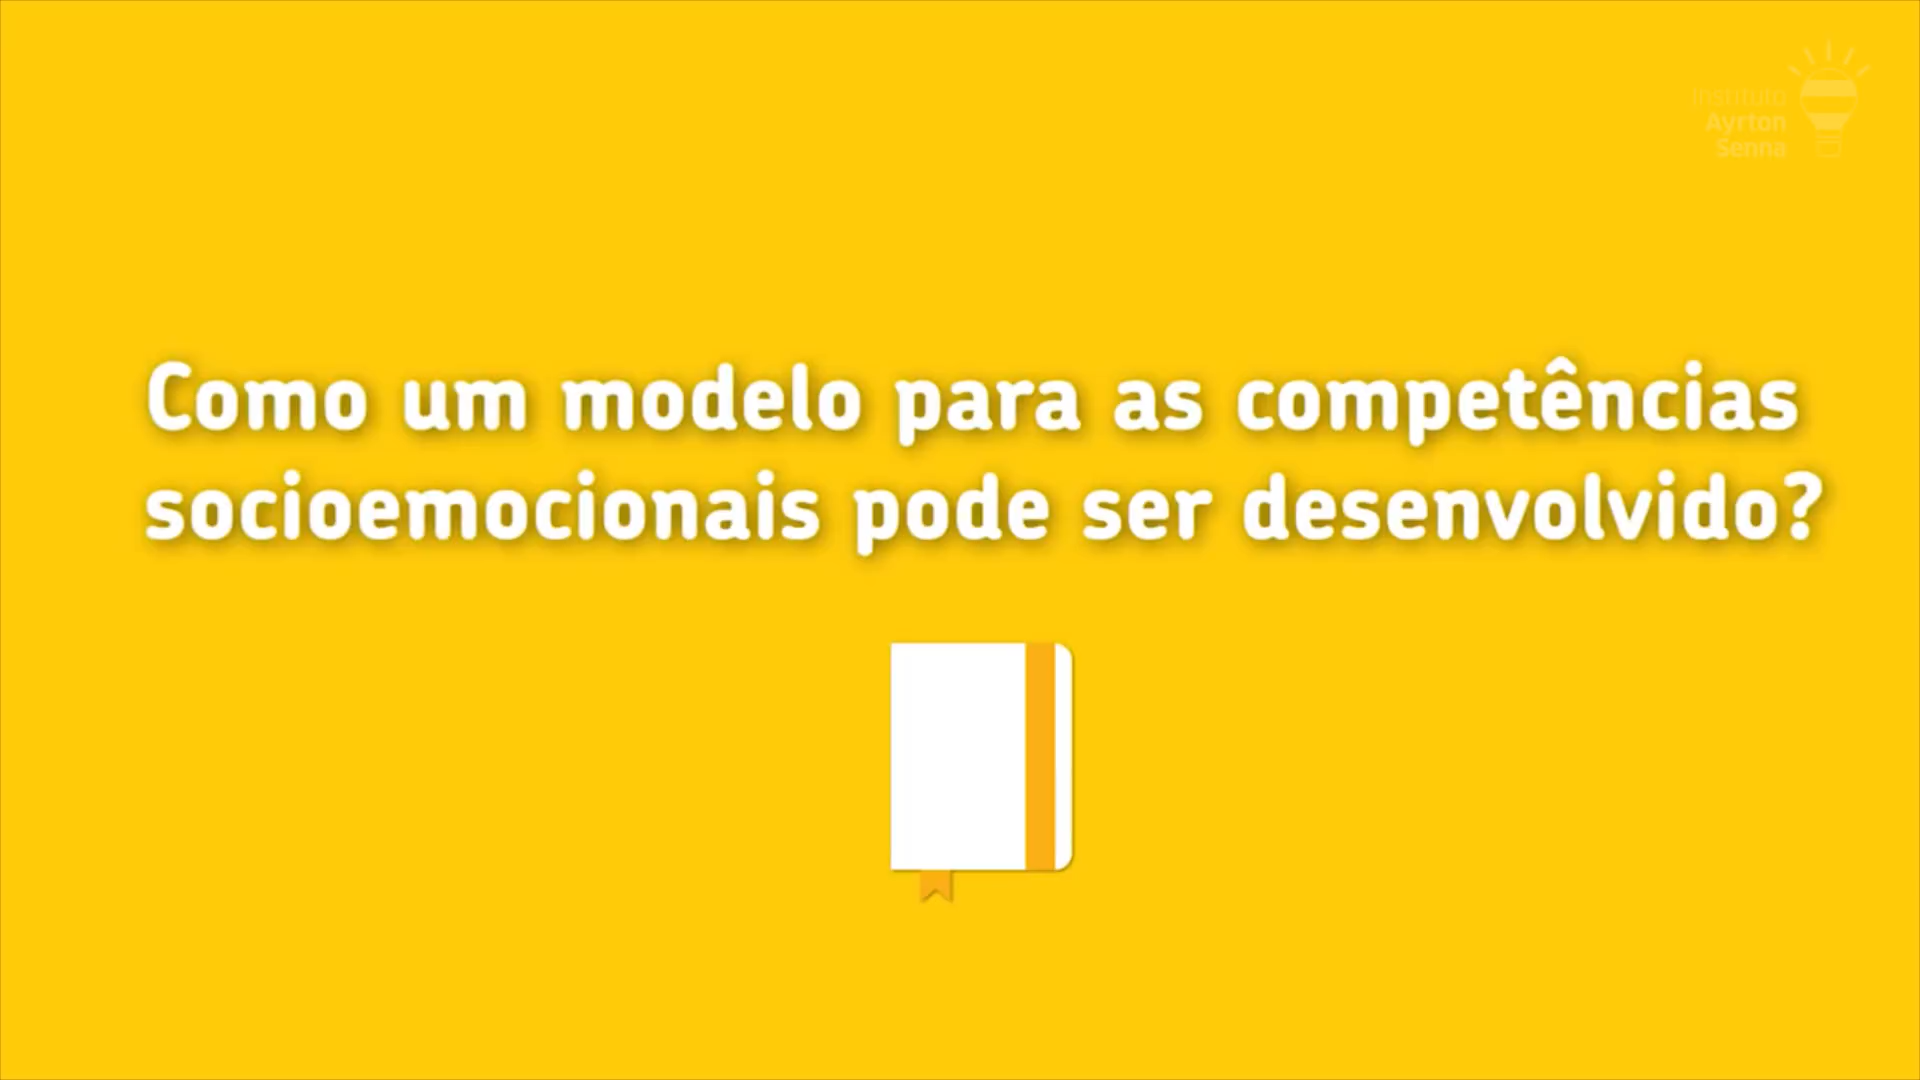 Instituto
Ayrton
Senna
Como um modelo para as competências
socioemocionais pode ser desenvolvido?